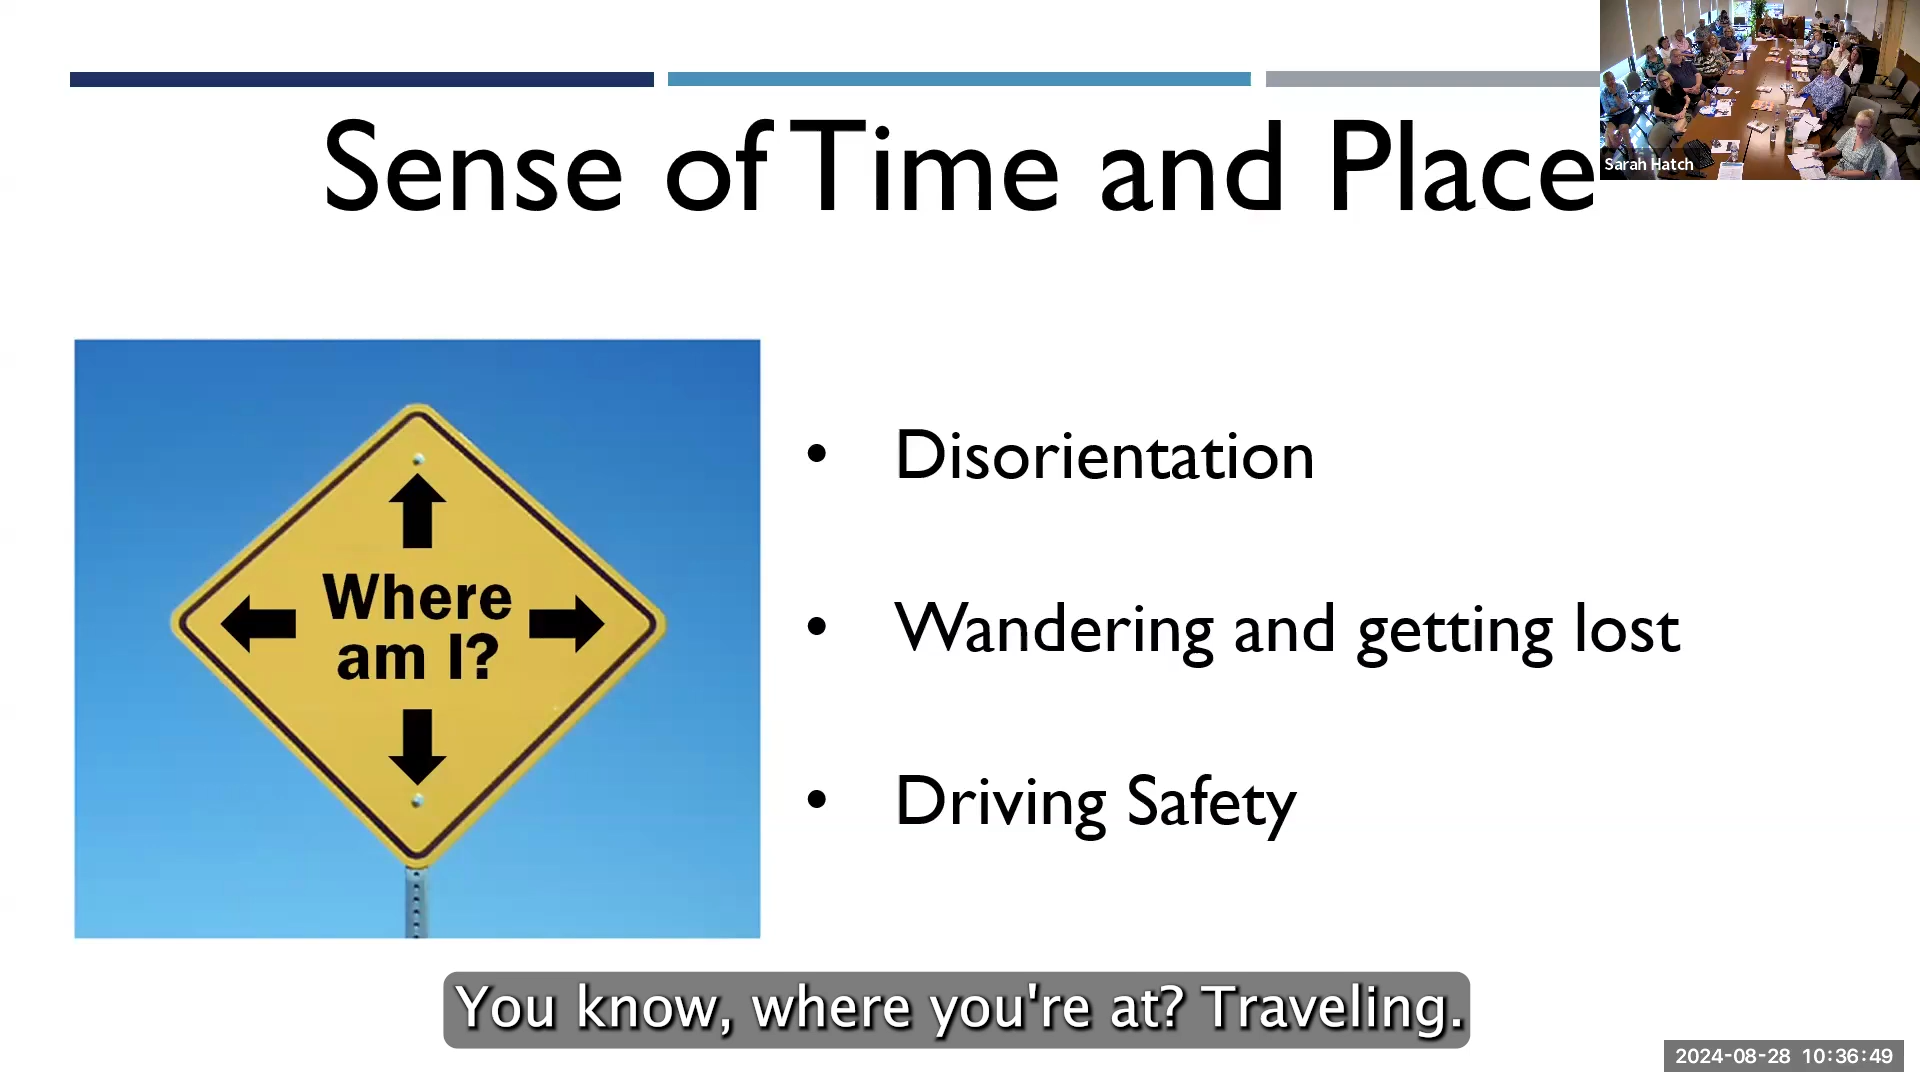 Sense of Time and Place
Sarah Hatch
Where
am I?
• Disorientation
• Wandering and getting lost
• Driving Safety
You know, where you're at? Traveling.
2024-08-28 10:36:49